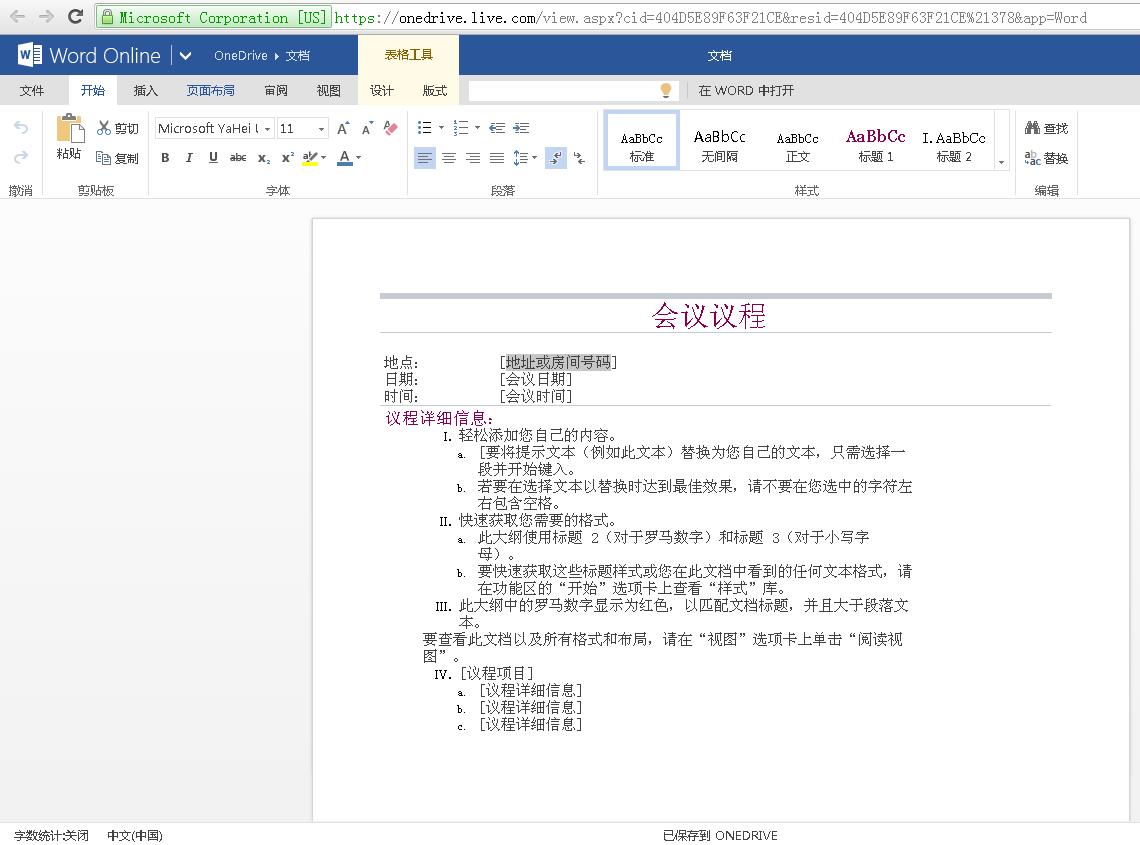 Microsoft Corporation [US] https://onedrive.live.com/view.aspx?cid=404D5E89F63F21CE&resid=404D5E89F63F21CE%21378&app=Word
Word Online OneDrive 文档 表格工具 文档
文件 开始 插入 页面布局 审阅 视图 设计 版式 在 WORD 中打开
粘贴 剪切 复制
Microsoft YaHei 11
B I U abc x₂ x² ab A
AaBbCc AaBbCc AaBbCc AaBbCc I. AaBbCc
标准 无间隔 正文 标题 1 标题 2
查找
替换
撤消 剪贴板 字体 段落 样式 编辑
会议议程
地点: [地址或房间号码]
日期: [会议日期]
时间: [会议时间]
议程详细信息:
I. 轻松添加您自己的内容。
a. [要将提示文本（例如此文本）替换为您自己的文本，只需选择一
段并开始键入。
b. 若要在选择文本以替换时达到最佳效果，请不要在您选中的字符左
右包含空格。
II. 快速获取您需要的格式。
a. 此大纲使用标题 2（对于罗马数字）和标题 3（对于小写字
母）。
b. 要快速获取这些标题样式或您在此文档中看到的任何文本格式，请
在功能区的“开始”选项卡上查看“样式”库。
III. 此大纲中的罗马数字显示为红色，以匹配文档标题，并且大于段落文
本。
要查看此文档以及所有格式和布局，请在“视图”选项卡上单击“阅读视
图”。
IV. [议程项目]
a. [议程详细信息]
b. [议程详细信息]
c. [议程详细信息]
字数统计:关闭 中文(中国) 已保存到 ONEDRIVE